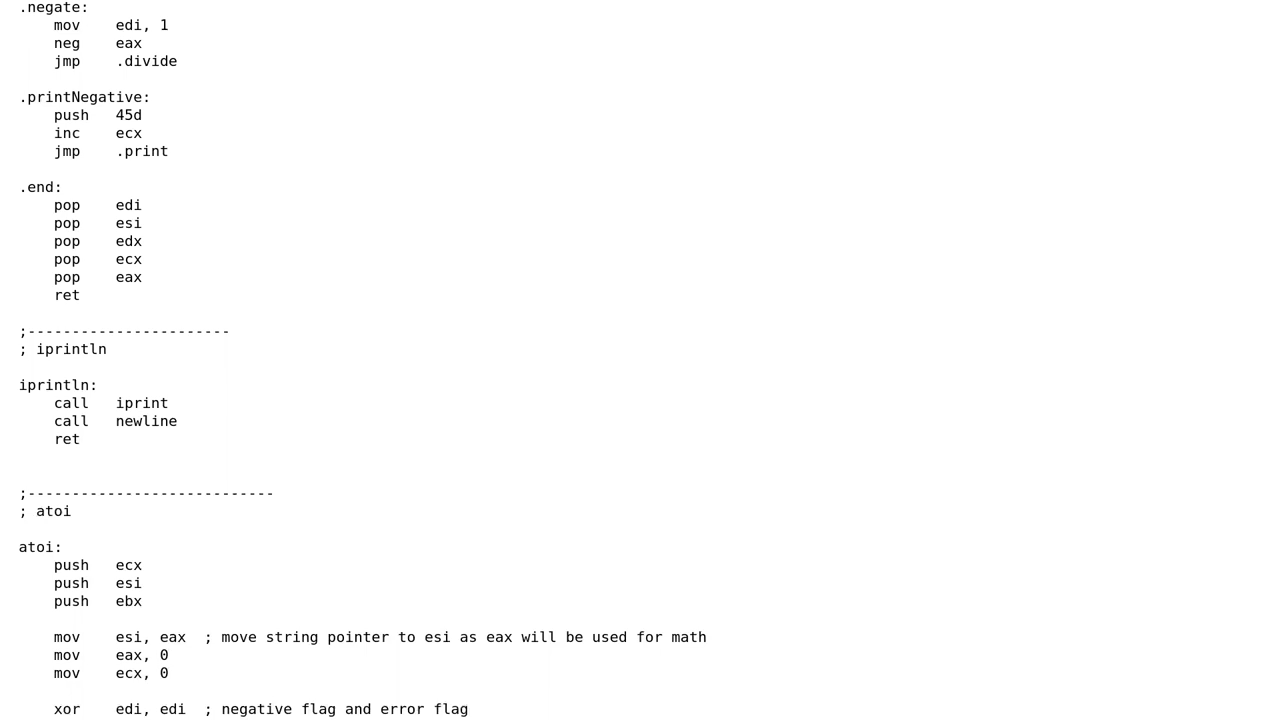 .negate:
    mov    edi, 1
    neg    eax
    jmp    .divide

.printNegative:
    push   45d
    inc    ecx
    jmp    .print

.end:
    pop    edi
    pop    esi
    pop    edx
    pop    ecx
    pop    eax
    ret

;-----------------------
; iprintln

iprintln:
    call   iprint
    call   newline
    ret


;----------------------------
; atoi

atoi:
    push   ecx
    push   esi
    push   ebx

    mov    esi, eax  ; move string pointer to esi as eax will be used for math
    mov    eax, 0
    mov    ecx, 0

    xor    edi, edi  ; negative flag and error flag